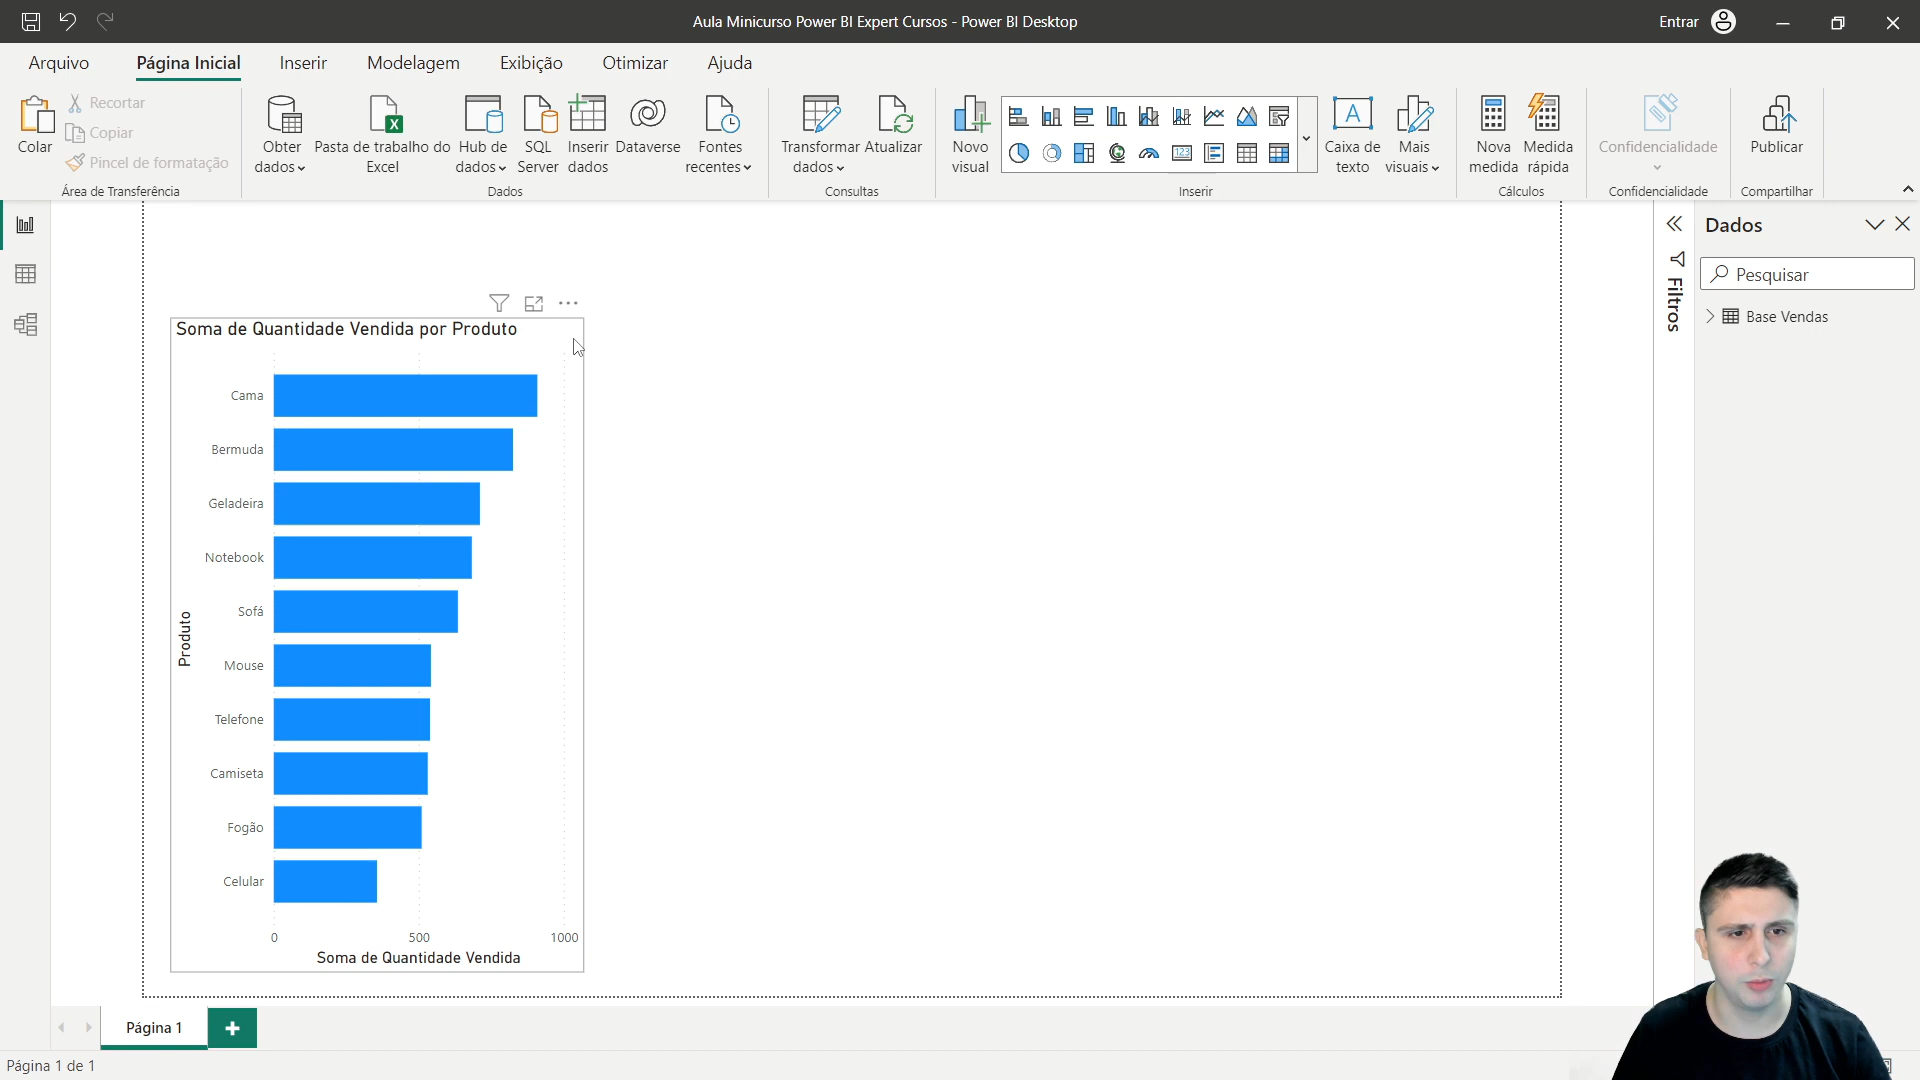 Aula Minicurso Power BI Expert Cursos - Power BI Desktop
Entrar
Arquivo
Página Inicial
Inserir
Modelagem
Exibição
Otimizar
Ajuda
Colar
Recortar
Copiar
Pincel de formatação
Área de Transferência
Obter
dados
Pasta de trabalho do
Excel
Hub de
dados
SQL
Server
Inserir
dados
Dataverse
Fontes
recentes
Dados
Transformar
dados
Atualizar
Consultas
Novo
visual
123
A
Caixa de
texto
Mais
visuais
Inserir
Nova
medida
Medida
rápida
Cálculos
Confidencialidade
Confidencialidade
Publicar
Compartilhar
Filtros
Dados
Pesquisar
Base Vendas
Soma de Quantidade Vendida por Produto
Produto
Cama
Bermuda
Geladeira
Notebook
Sofá
Mouse
Telefone
Camiseta
Fogão
Celular
0
500
1000
Soma de Quantidade Vendida
Página 1
Página 1 de 1